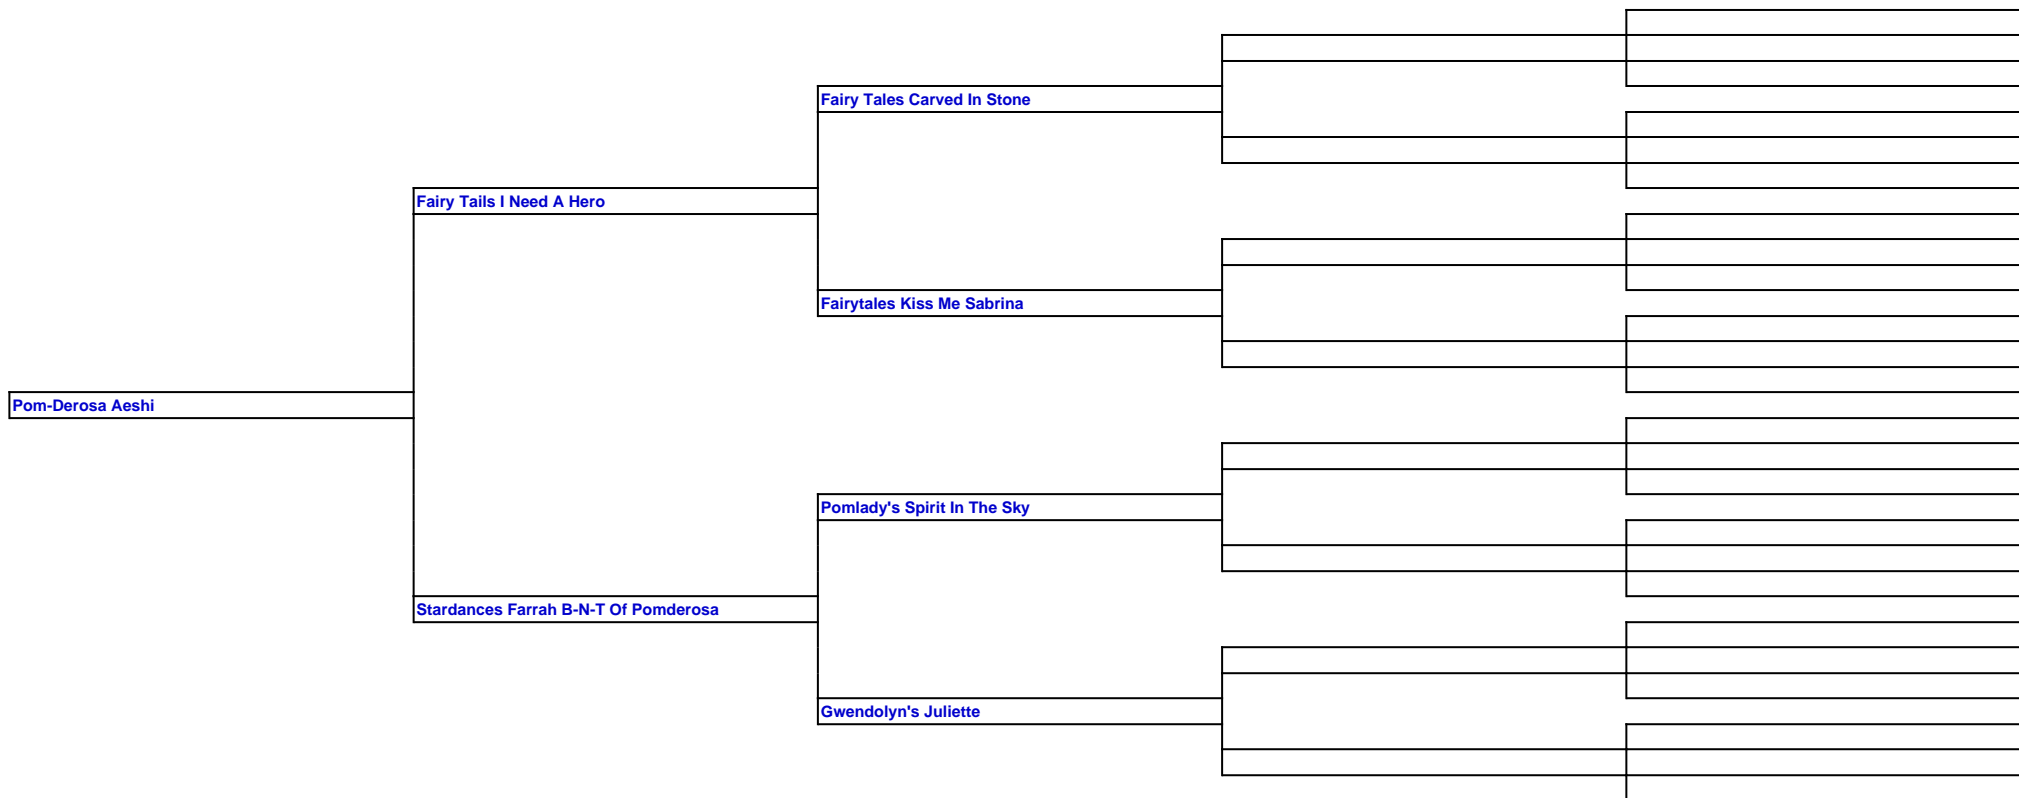 Fairy Tales Carved In Stone
Fairy Tails I Need A Hero
Fairytales Kiss Me Sabrina
Pom-Derosa Aeshi
Pomlady's Spirit In The Sky
Stardances Farrah B-N-T Of Pomderosa
Gwendolyn's Juliette